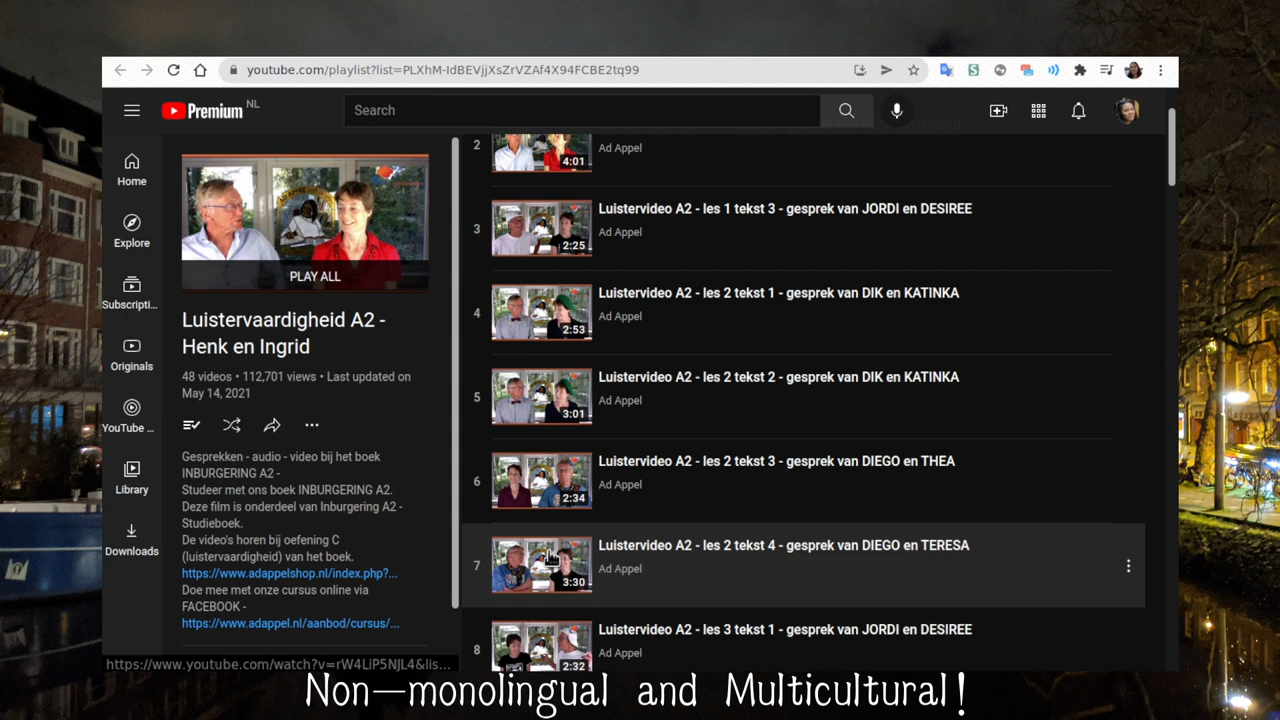 youtube.com/playlist?list=PLXhM-IdBEVjjXsZrVZAf4X94FCBE2tq99
Premium NL
Search
Home
Explore
Subscripti...
Originals
YouTube ...
Library
Downloads
PLAY ALL
Luistervaardigheid A2 -
Henk en Ingrid
48 videos • 112,701 views • Last updated on
May 14, 2021
Gesprekken - audio - video bij het boek
INBURGERING A2 -
Studeer met ons boek INBURGERING A2.
Deze film is onderdeel van Inburgering A2 -
Studieboek.
De video's horen bij oefening C
(luistervaardigheid) van het boek.
https://www.adappelshop.nl/index.php?...
Doe mee met onze cursus online via
FACEBOOK -
https://www.adappel.nl/aanbod/cursus/...
2
4:01
Ad Appel
3
2:25
Luistervideo A2 - les 1 tekst 3 - gesprek van JORDI en DESIREE
Ad Appel
4
2:53
Luistervideo A2 - les 2 tekst 1 - gesprek van DIK en KATINKA
Ad Appel
5
3:01
Luistervideo A2 - les 2 tekst 2 - gesprek van DIK en KATINKA
Ad Appel
6
2:34
Luistervideo A2 - les 2 tekst 3 - gesprek van DIEGO en THEA
Ad Appel
7
3:30
Luistervideo A2 - les 2 tekst 4 - gesprek van DIEGO en TERESA
Ad Appel
8
2:32
Luistervideo A2 - les 3 tekst 1 - gesprek van JORDI en DESIREE
Ad Appel
https://www.youtube.com/watch?v=rW4LiP5NJL4&lis...
Non-monolingual and Multicultural!